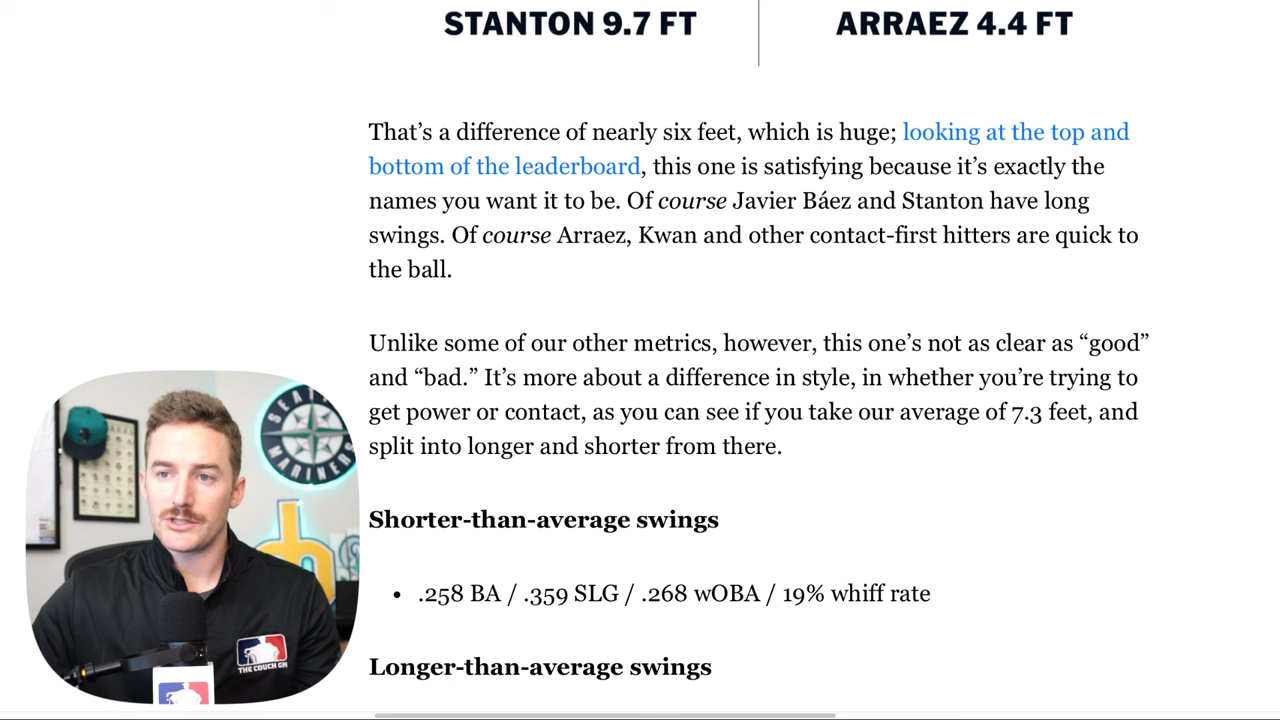 STANTON 9.7 FT
ARRAEZ 4.4 FT
That’s a difference of nearly six feet, which is huge; looking at the top and
bottom of the leaderboard, this one is satisfying because it’s exactly the
names you want it to be. Of course Javier Báez and Stanton have long
swings. Of course Arraez, Kwan and other contact-first hitters are quick to
the ball.
Unlike some of our other metrics, however, this one’s not as clear as “good”
and “bad.” It’s more about a difference in style, in whether you’re trying to
get power or contact, as you can see if you take our average of 7.3 feet, and
split into longer and shorter from there.
Shorter-than-average swings
• .258 BA / .359 SLG / .268 wOBA / 19% whiff rate
Longer-than-average swings
SEATTLE
MARINERS
THE COUCH GM